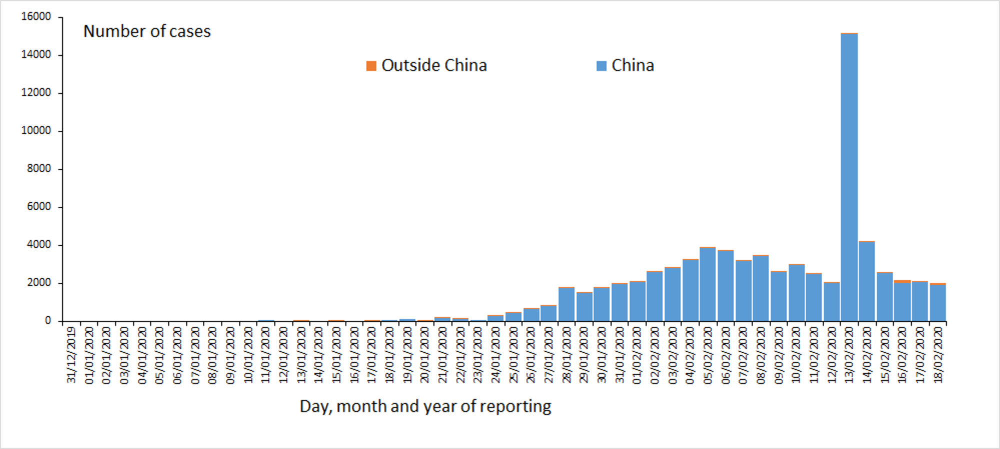 16000
Number of cases
14000
Outside China China
12000
10000
8000
6000
4000
2000
0
31/12/2019 01/01/2020 02/01/2020 03/01/2020 04/01/2020 05/01/2020 06/01/2020 07/01/2020 08/01/2020 09/01/2020 10/01/2020 11/01/2020 12/01/2020 13/01/2020 14/01/2020 15/01/2020 16/01/2020 17/01/2020 18/01/2020 19/01/2020 20/01/2020 21/01/2020 22/01/2020 23/01/2020 24/01/2020 25/01/2020 26/01/2020 27/01/2020 28/01/2020 29/01/2020 30/01/2020 31/01/2020 01/02/2020 02/02/2020 03/02/2020 04/02/2020 05/02/2020 06/02/2020 07/02/2020 08/02/2020 09/02/2020 10/02/2020 11/02/2020 12/02/2020 13/02/2020 14/02/2020 15/02/2020 16/02/2020 17/02/2020 18/02/2020
Day, month and year of reporting